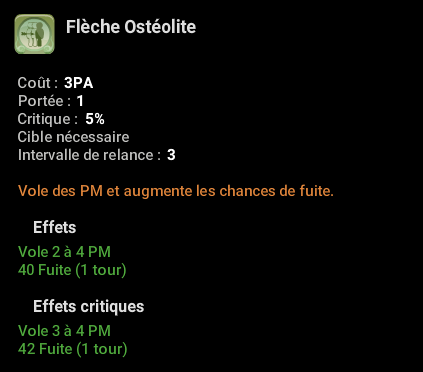 Flèche Ostéolite
Coût : 3PA
Portée : 1
Critique : 5%
Cible nécessaire
Intervalle de relance : 3
Vole des PM et augmente les chances de fuite.
Effets
Vole 2 à 4 PM
40 Fuite (1 tour)
Effets critiques
Vole 3 à 4 PM
42 Fuite (1 tour)